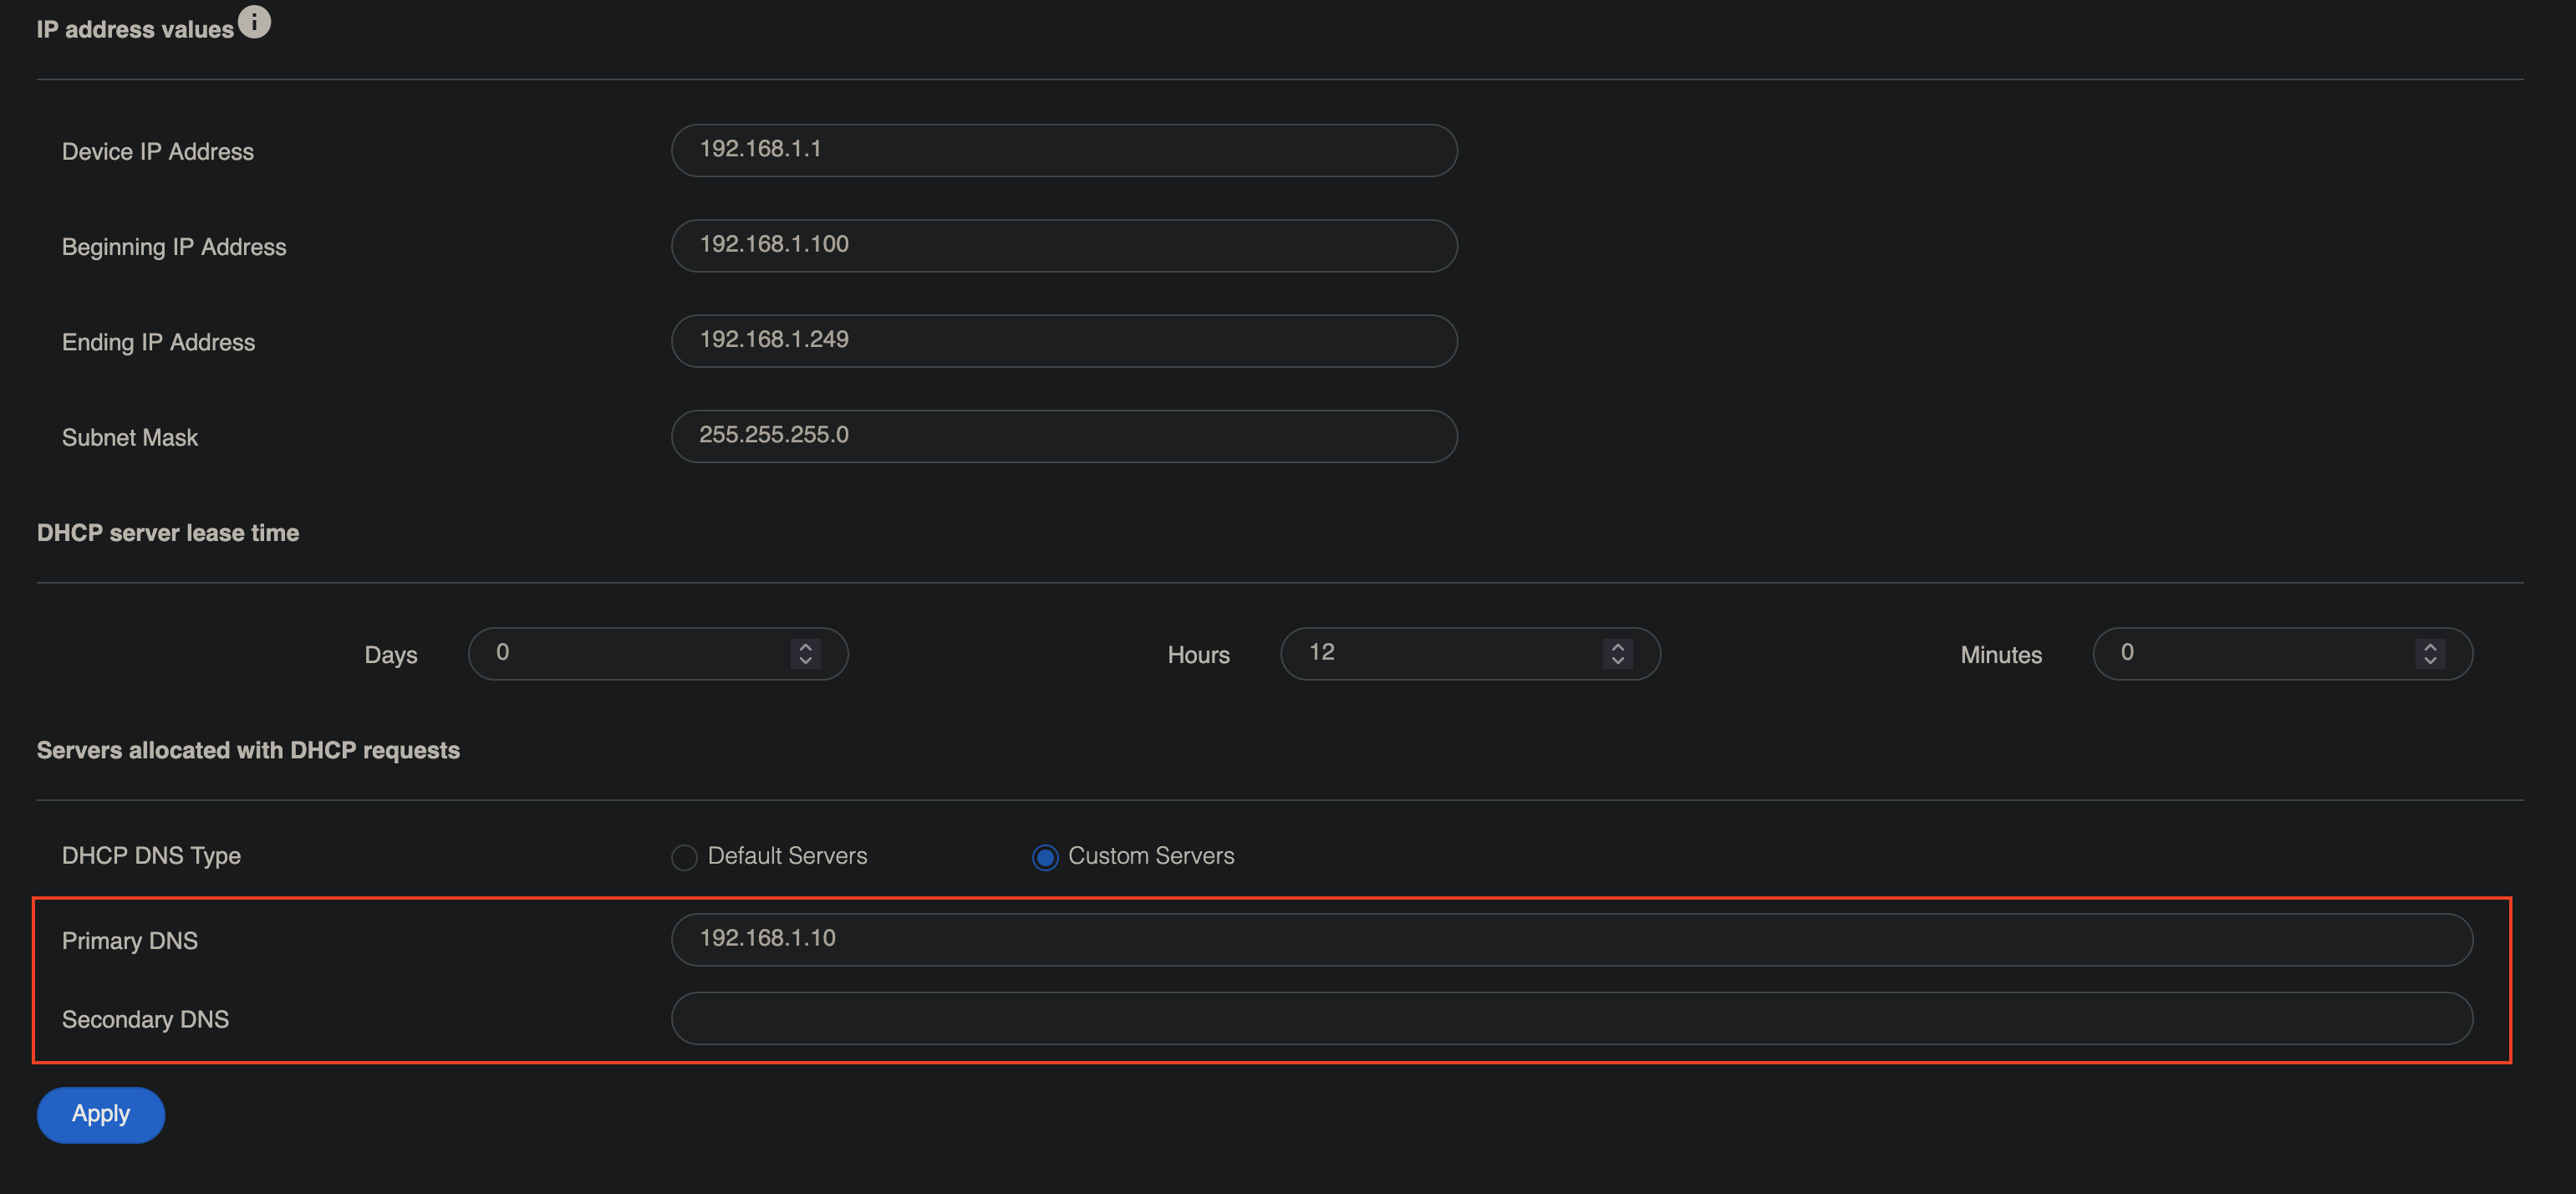 IP address values i
Device IP Address 192.168.1.1
Beginning IP Address 192.168.1.100
Ending IP Address 192.168.1.249
Subnet Mask 255.255.255.0
DHCP server lease time
Days 0 Hours 12 Minutes 0
Servers allocated with DHCP requests
DHCP DNS Type Default Servers Custom Servers
Primary DNS 192.168.1.10
Secondary DNS
Apply